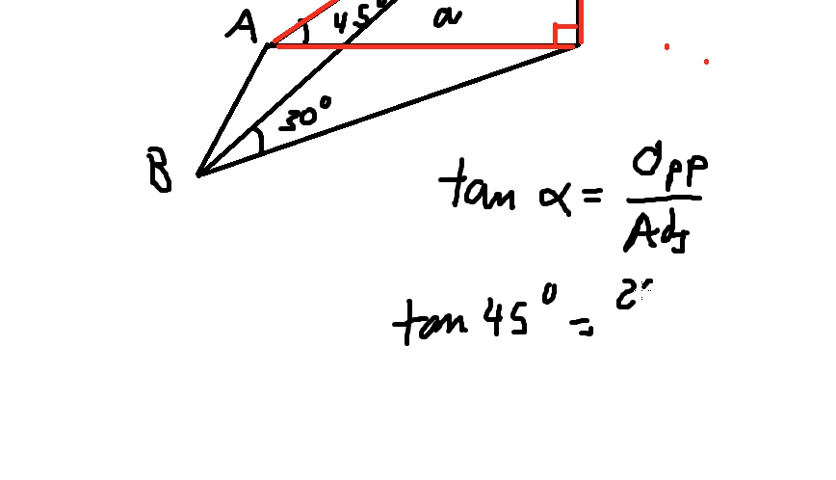 A 45° a
30°
B
tan α = Opp / Adj
tan 45° =